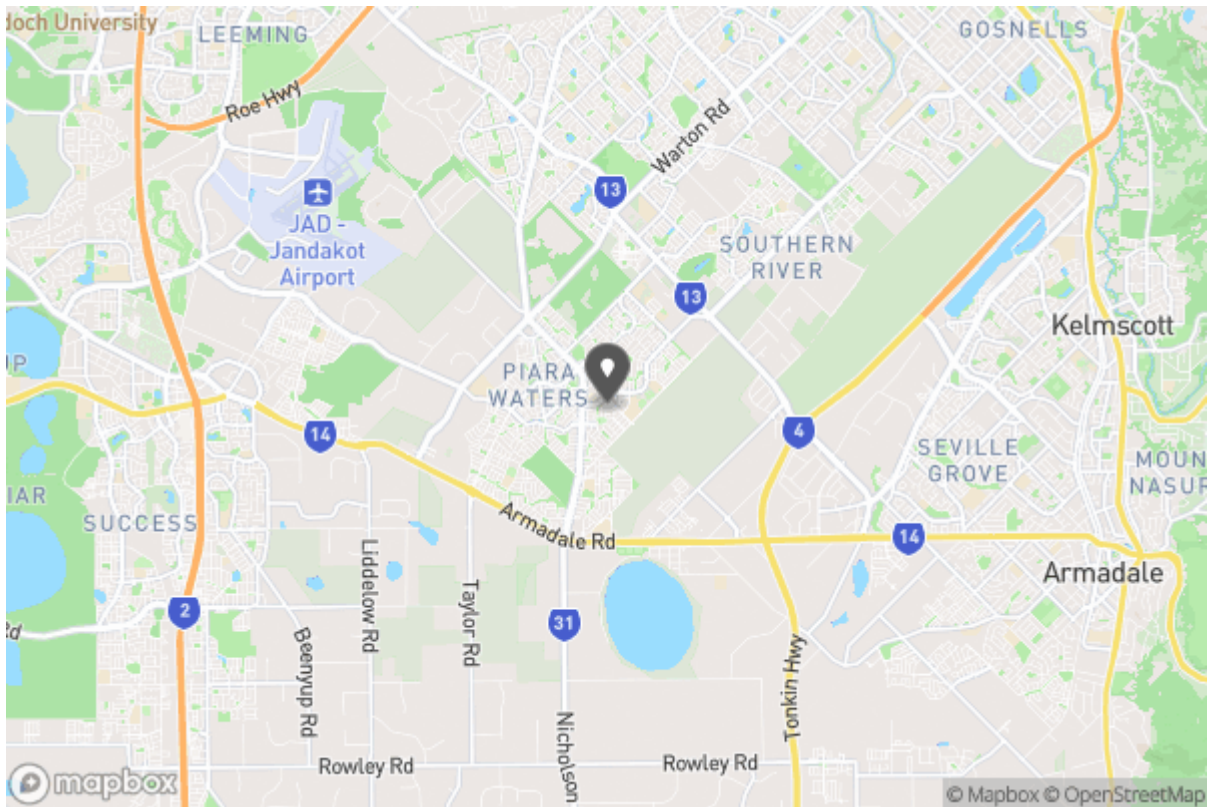 doch University
LEEMING
GOSNELLS
Roe Hwy
Warton Rd
13
JAD -
Jandakot
Airport
SOUTHERN
RIVER
13
Kelmscott
UP
PIARA
WATERS
14
4
SEVILLE
GROVE
MOUN
NASUR
IAR
SUCCESS
Armadale Rd
14
Armadale
Liddelow Rd
Taylor Rd
2
31
Rd
Beenyup Rd
Tonkin Hwy
Nicholson
Rowley Rd
Rowley Rd
mapbox
© Mapbox © OpenStreetMap